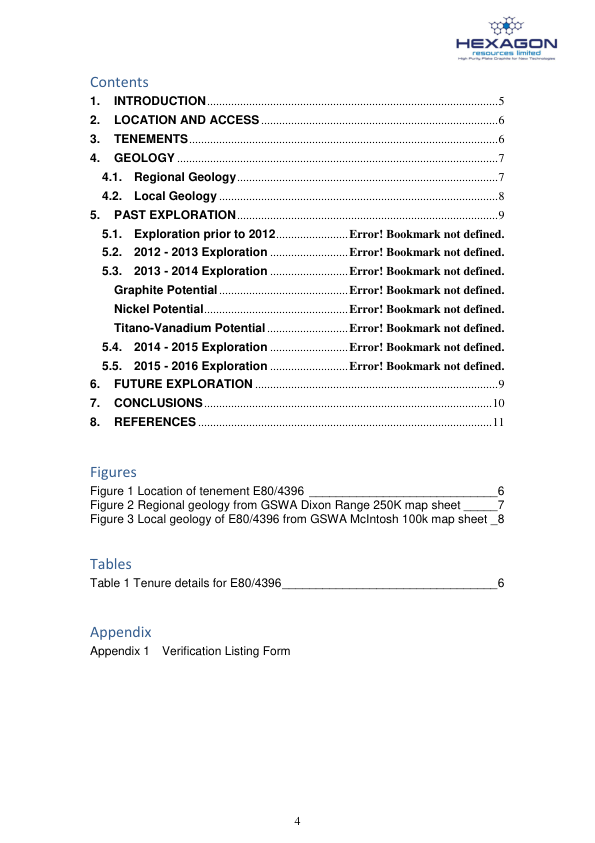 HEXAGON
resources limited
High Purity Flake Graphite for New Technologies
Contents
1. INTRODUCTION..........5
2. LOCATION AND ACCESS..........6
3. TENEMENTS..........6
4. GEOLOGY..........7
4.1. Regional Geology..........7
4.2. Local Geology..........8
5. PAST EXPLORATION..........9
5.1. Exploration prior to 2012..........Error! Bookmark not defined.
5.2. 2012 - 2013 Exploration..........Error! Bookmark not defined.
5.3. 2013 - 2014 Exploration..........Error! Bookmark not defined.
Graphite Potential..........Error! Bookmark not defined.
Nickel Potential..........Error! Bookmark not defined.
Titano-Vanadium Potential..........Error! Bookmark not defined.
5.4. 2014 - 2015 Exploration..........Error! Bookmark not defined.
5.5. 2015 - 2016 Exploration..........Error! Bookmark not defined.
6. FUTURE EXPLORATION..........9
7. CONCLUSIONS..........10
8. REFERENCES..........11
Figures
Figure 1 Location of tenement E80/4396 __________6
Figure 2 Regional geology from GSWA Dixon Range 250K map sheet _____7
Figure 3 Local geology of E80/4396 from GSWA McIntosh 100k map sheet _8
Tables
Table 1 Tenure details for E80/4396__________6
Appendix
Appendix 1 Verification Listing Form
4